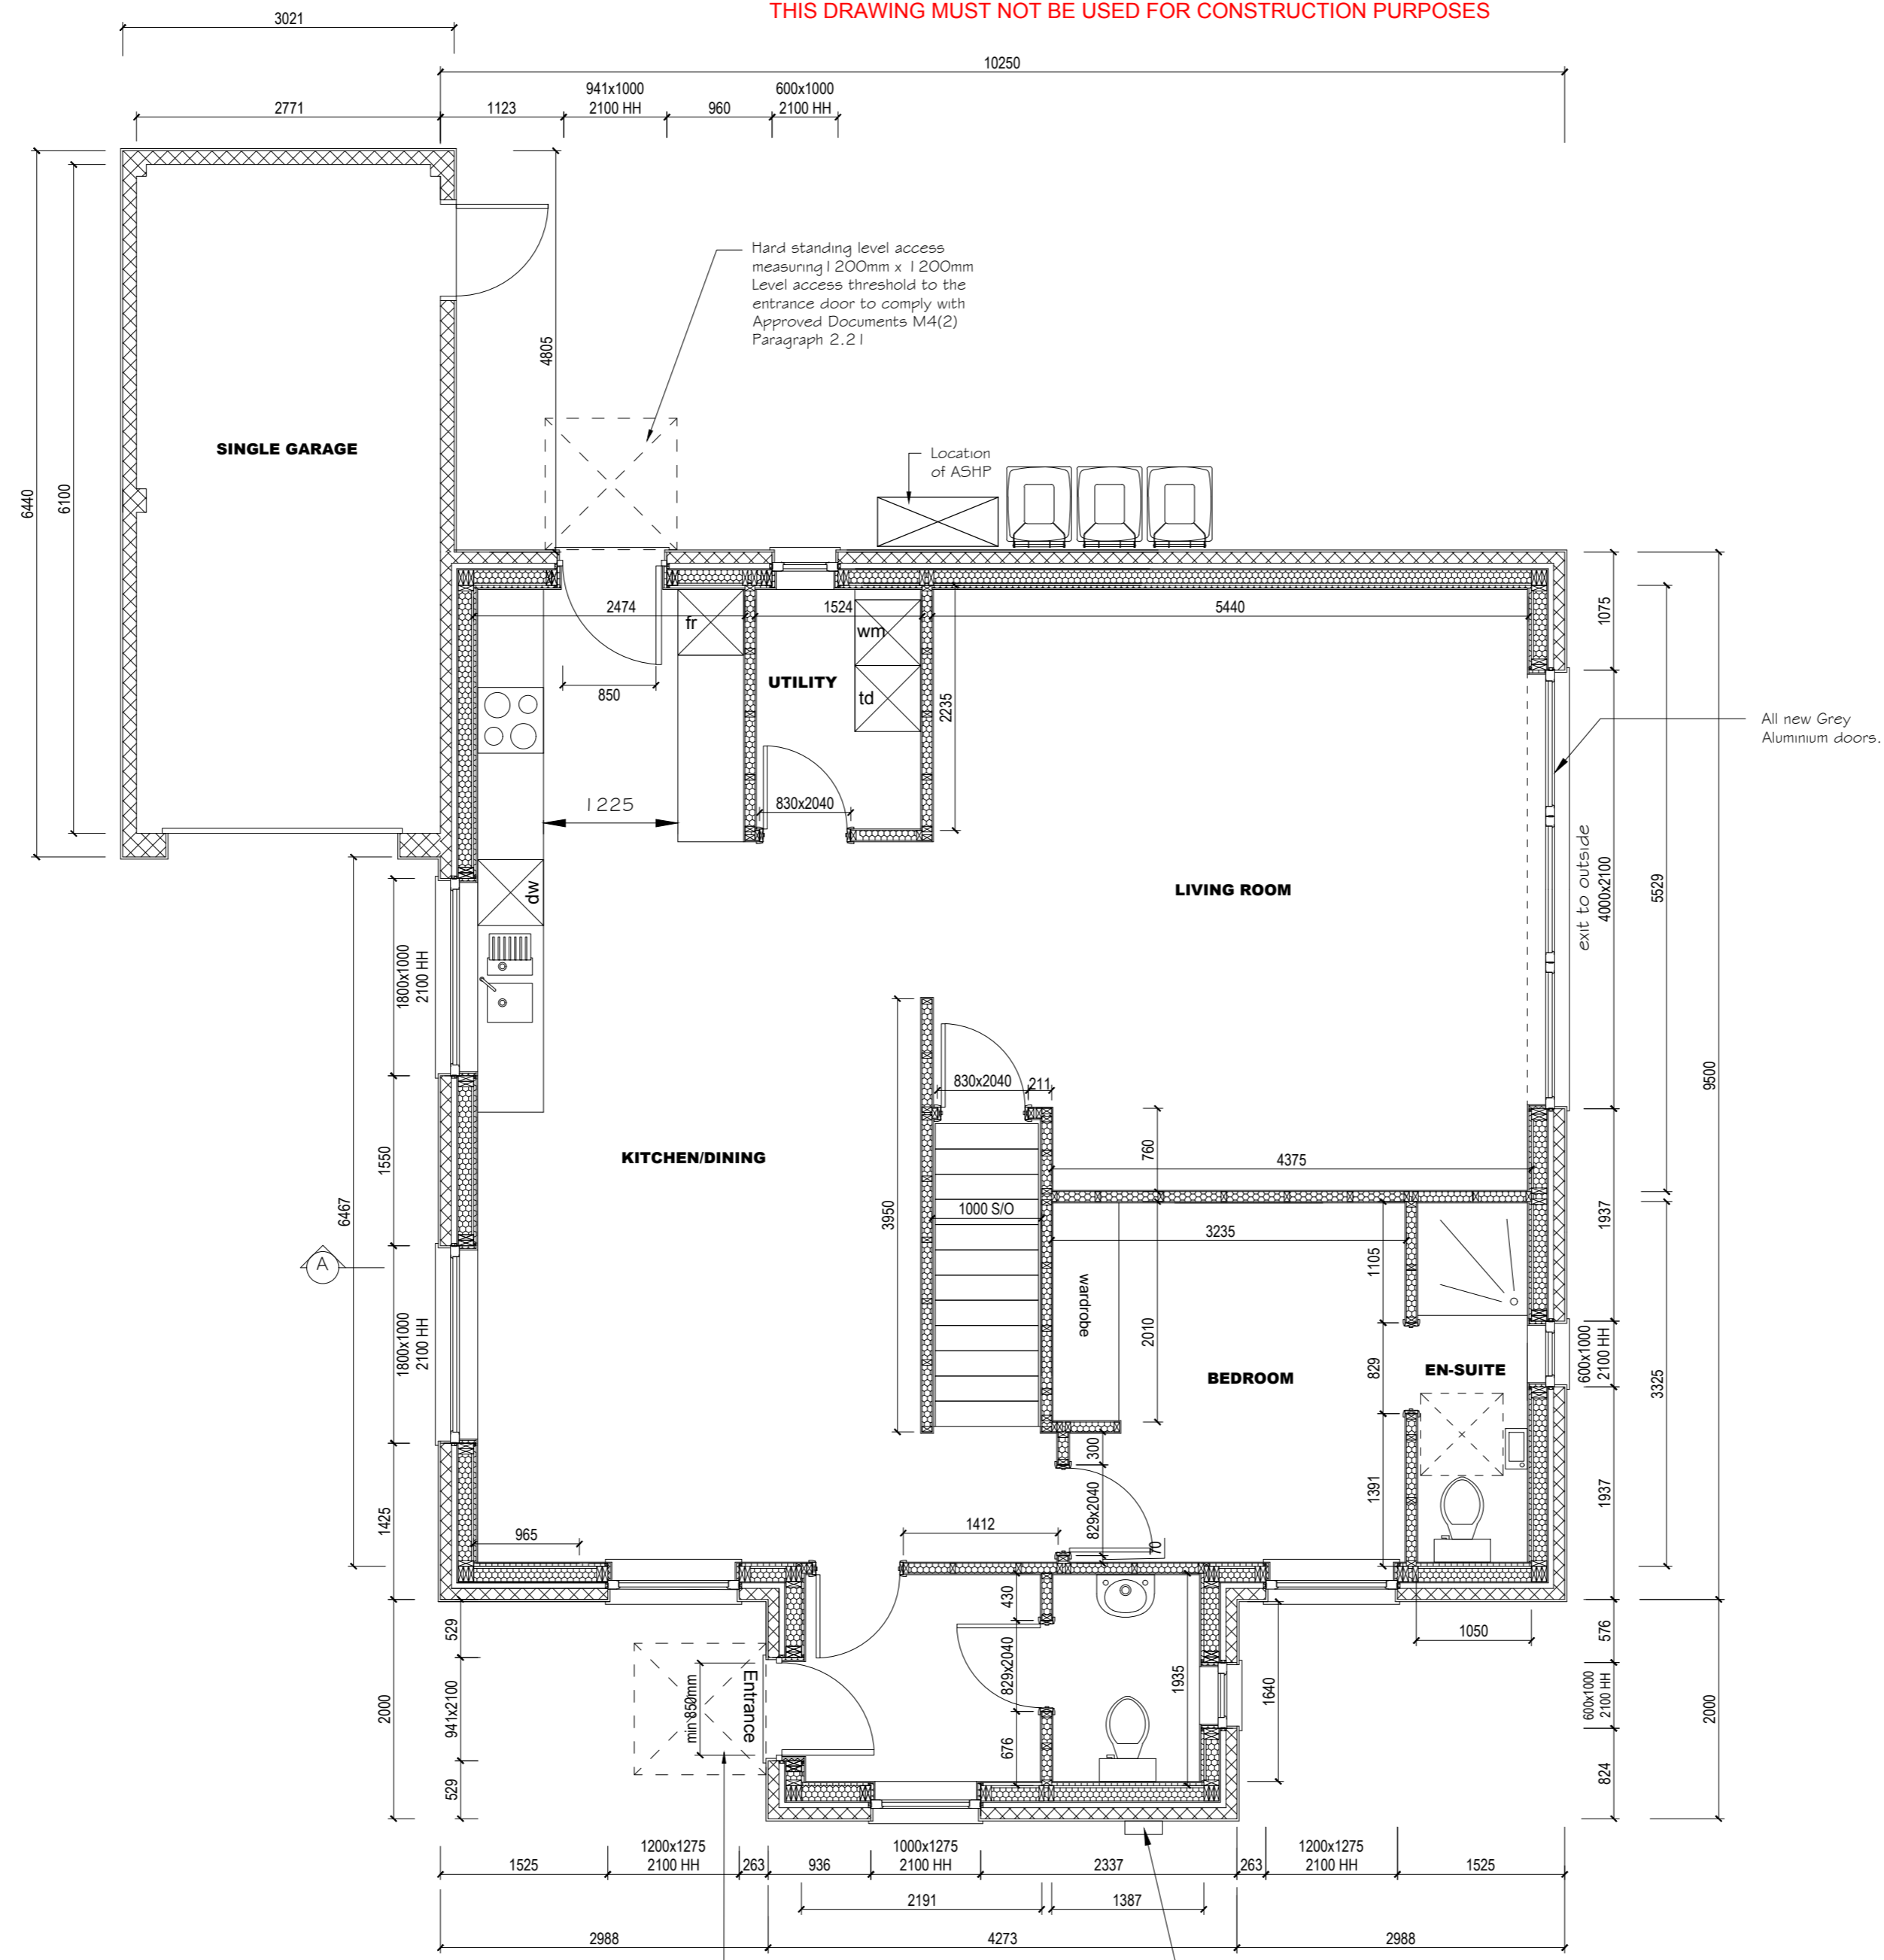 THIS DRAWING MUST NOT BE USED FOR CONSTRUCTION PURPOSES
3021
10250
941x1000
2100 HH
600x1000
2100 HH
2771
1123
960
Hard standing level access
measuring 1200mm x 1200mm
Level access threshold to the
entrance door to comply with
Approved Documents M4(2)
Paragraph 2.21
4805
SINGLE GARAGE
Location
of ASHP
6440
6100
2474
1524
5440
fr
wm
1075
UTILITY
850
td
2235
All new Grey
Aluminium doors.
1225
830x2040
dw
LIVING ROOM
exit to outside
4000x2100
5529
1800x1000
2100 HH
9500
830x2040
211
KITCHEN/DINING
1550
760
4375
6467
3950
1000 S/O
3235
1105
1937
A
wardrobe
2010
1800x1000
2100 HH
BEDROOM
829
EN-SUITE
600x1000
2100 HH
3325
300
1391
1425
965
1412
829x2040
70
1937
529
430
1050
576
2000
941x2100
min 850mm
Entrance
829x2040
1935
1640
600x1000
2100 HH
2000
529
676
824
1525
1200x1275
2100 HH
263
936
1000x1275
2100 HH
2337
263
1200x1275
2100 HH
1525
2191
1387
2988
4273
2988